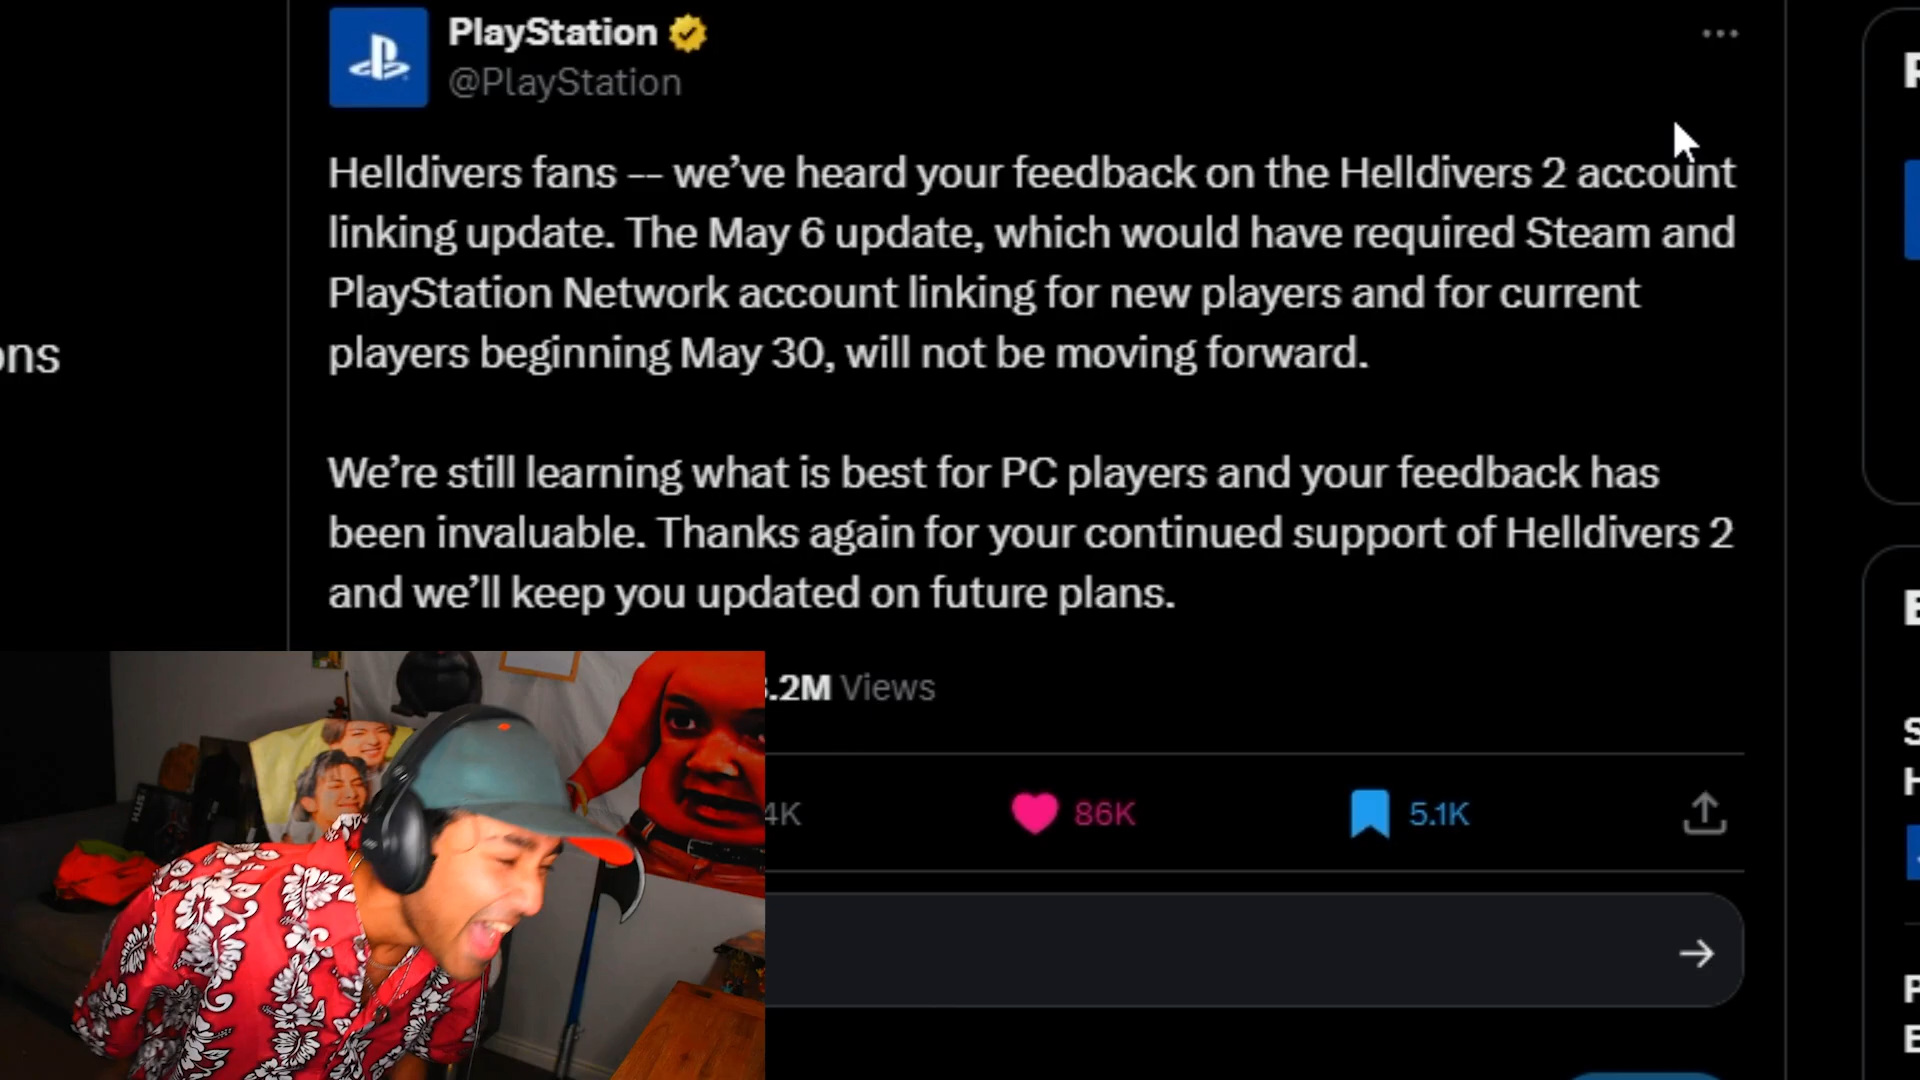 PlayStation
@PlayStation
Helldivers fans -- we’ve heard your feedback on the Helldivers 2 account
linking update. The May 6 update, which would have required Steam and
PlayStation Network account linking for new players and for current
players beginning May 30, will not be moving forward.
We’re still learning what is best for PC players and your feedback has
been invaluable. Thanks again for your continued support of Helldivers 2
and we’ll keep you updated on future plans.
ons
.2M Views
4K 86K 5.1K